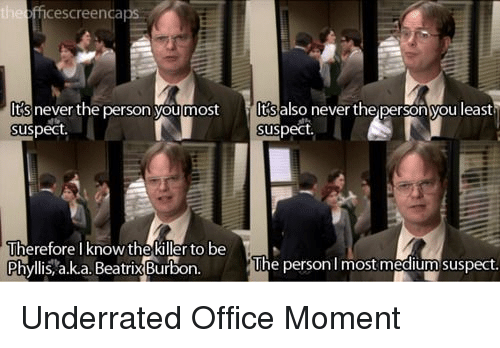 theofficescreencaps
It's never the person you most
suspect.
It's also never the person you least
suspect.
Therefore I know the killer to be
Phyllis, a.k.a. Beatrix Burbon.
The person I most medium suspect.
Underrated Office Moment